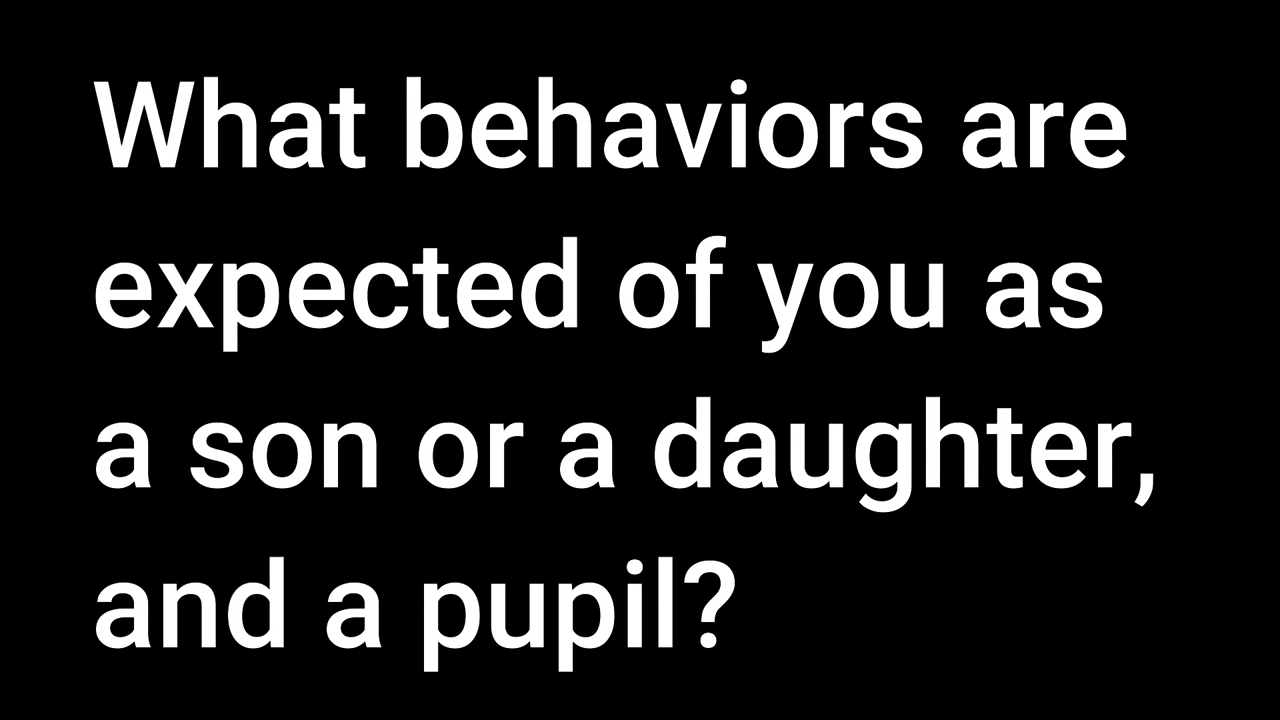 What behaviors are
expected of you as
a son or a daughter,
and a pupil?